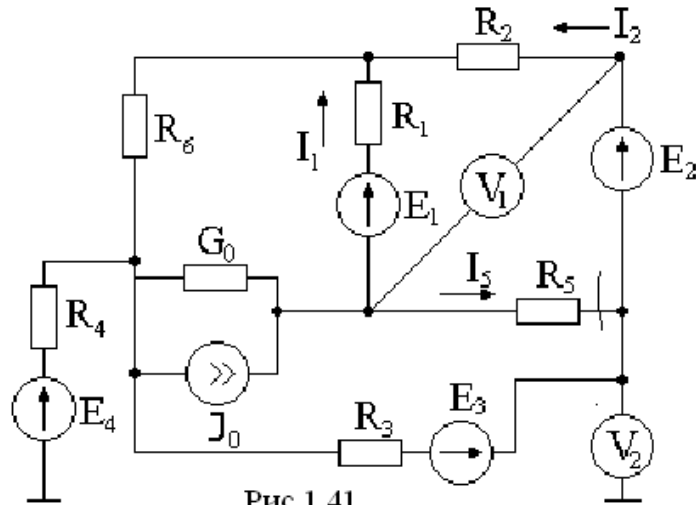 R₂ I₂
R₆ R₁
I₁ V₁ E₂
E₁
G₀
I₅ R₅
R₄
E₄ J₀ R₃ E₃ V₂
Рис 1.41